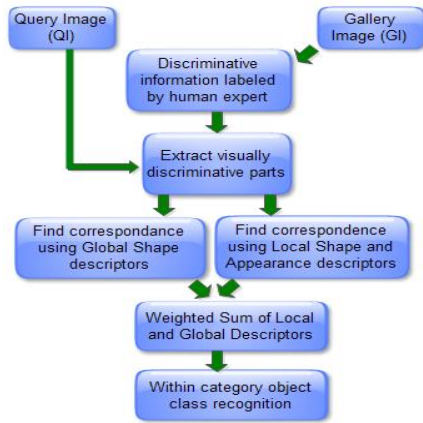 Query Image
(QI)
Gallery
Image (GI)
Discriminative
information labeled
by human expert
Extract visually
discriminative parts
Find correspondance
using Global Shape
descriptors
Find correspondence
using Local Shape and
Appearance descriptors
Weighted Sum of Local
and Global Descriptors
Within category object
class recognition